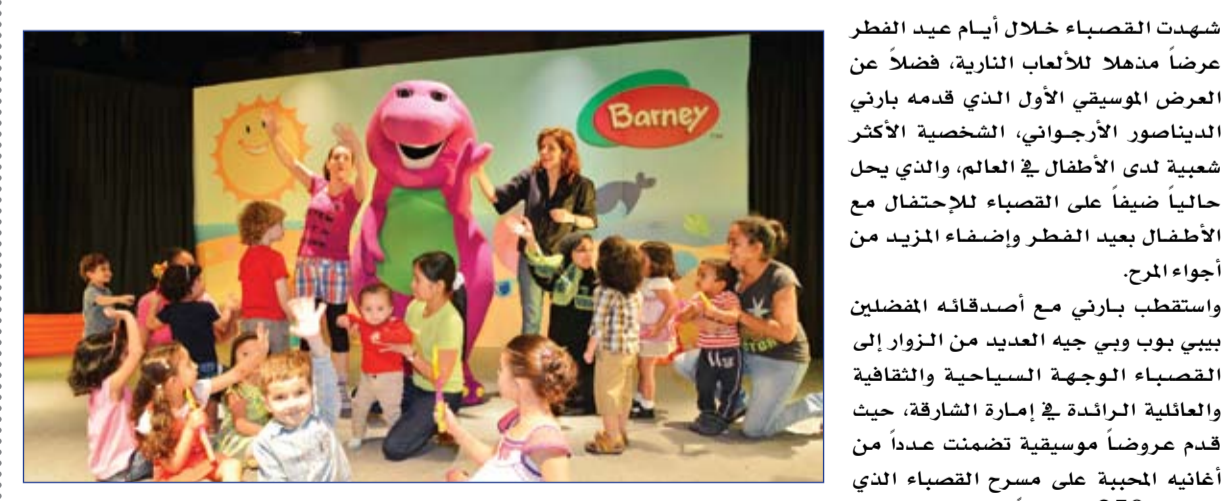 شهدت القصباء خلال أيام عيد الفطر
عرضاً مذهلا للألعاب النارية، فضلاً عن
العرض الموسيقي الأول الذي قدمه بارني
الديناصور الأرجواني، الشخصية الأكثر
شعبية لدى الأطفال في العالم، والذي يحل
حالياً ضيفاً على القصباء للإحتفال مع
الأطفال بعيد الفطر وإضفاء المزيد من
أجواء المرح.
واستقطب بارني مع أصدقائه المفضلين
بيبي بوب وبي جيه العديد من الزوار إلى
القصباء الوجهة السياحية والثقافية
والعائلية الرائدة في إمارة الشارقة، حيث
قدم عروضاً موسيقية تضمنت عدداً من
أغانيه المحببة على مسرح القصباء الذي
Barney